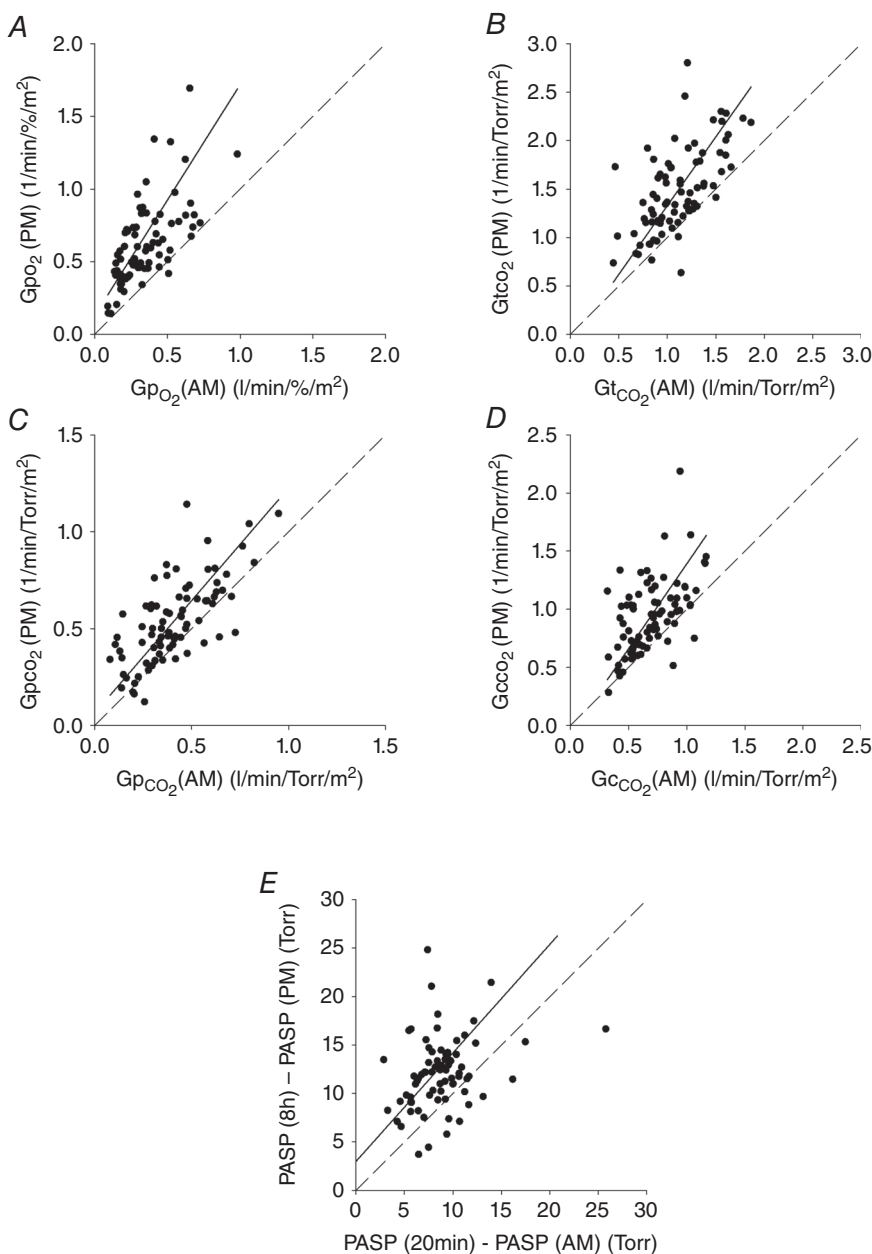 A
2.0
1.5
1.0
0.5
0.0
Gpo₂ (PM) (1/min/%/m²)
0.0 0.5 1.0 1.5 2.0
Gp_O₂(AM) (l/min/%/m²)
B
3.0
2.5
2.0
1.5
1.0
0.5
0.0
Gtco₂ (PM) (1/min/Torr/m²)
0.0 0.5 1.0 1.5 2.0 2.5 3.0
Gt_CO₂(AM) (l/min/Torr/m²)
C
1.5
1.0
0.5
0.0
Gpco₂ (PM) (1/min/Torr/m²)
0.0 0.5 1.0 1.5
Gp_CO₂(AM) (l/min/Torr/m²)
D
2.5
2.0
1.5
1.0
0.5
0.0
Gcco₂ (PM) (1/min/Torr/m²)
0.0 0.5 1.0 1.5 2.0 2.5
Gc_CO₂(AM) (l/min/Torr/m²)
E
30
25
20
15
10
5
0
PASP (8h) – PASP (PM) (Torr)
0 5 10 15 20 25 30
PASP (20min) - PASP (AM) (Torr)